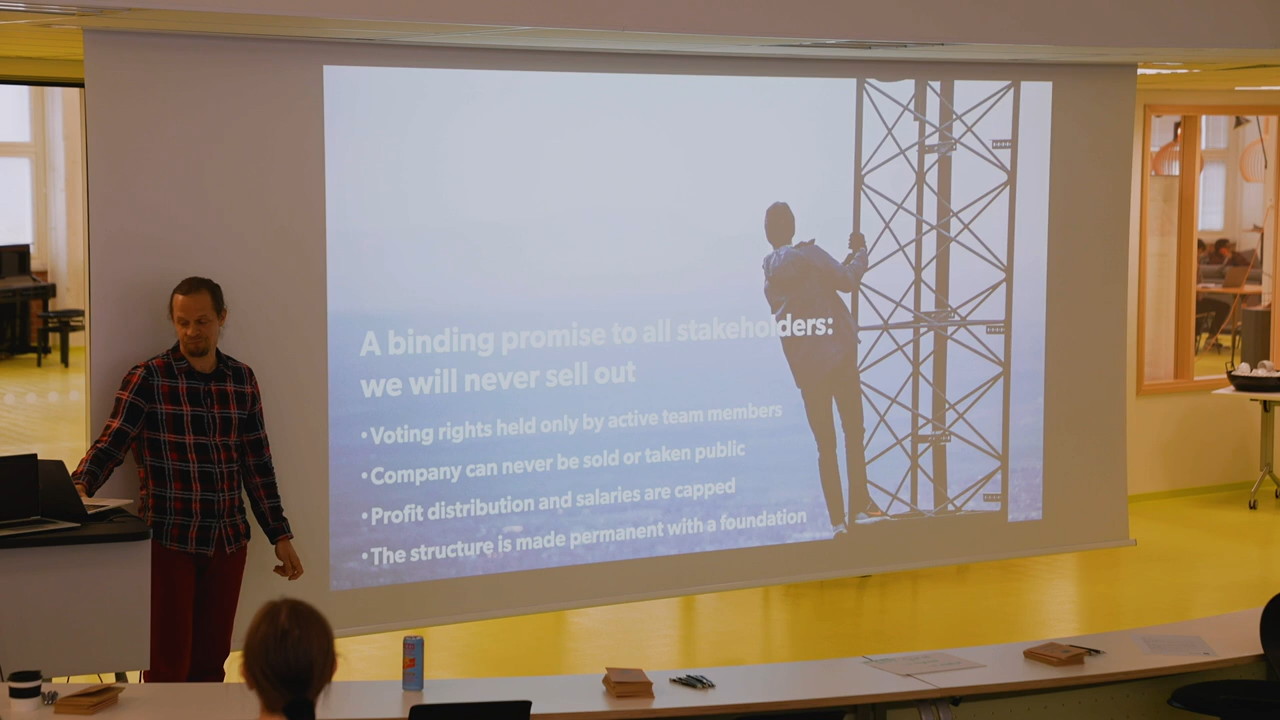 A binding promise to all stakeholders:
we will never sell out
• Voting rights held only by active team members
• Company can never be sold or taken public
• Profit distribution and salaries are capped
• The structure is made permanent with a foundation